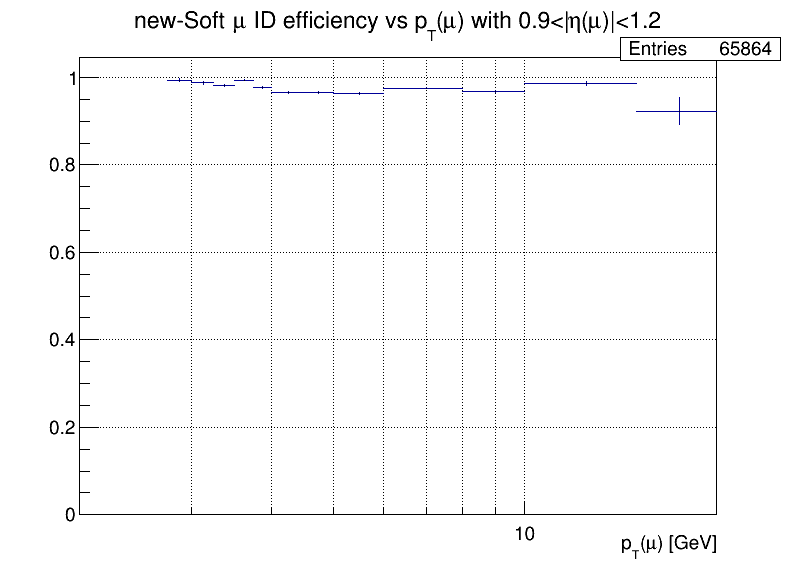 new-Soft μ ID efficiency vs p_T(μ) with 0.9<|η(μ)|<1.2
Entries 65864
1
0.8
0.6
0.4
0.2
0
10
p_T(μ) [GeV]